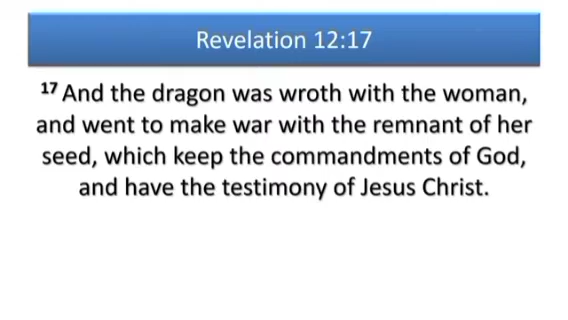 Revelation 12:17
17 And the dragon was wroth with the woman,
and went to make war with the remnant of her
seed, which keep the commandments of God,
and have the testimony of Jesus Christ.